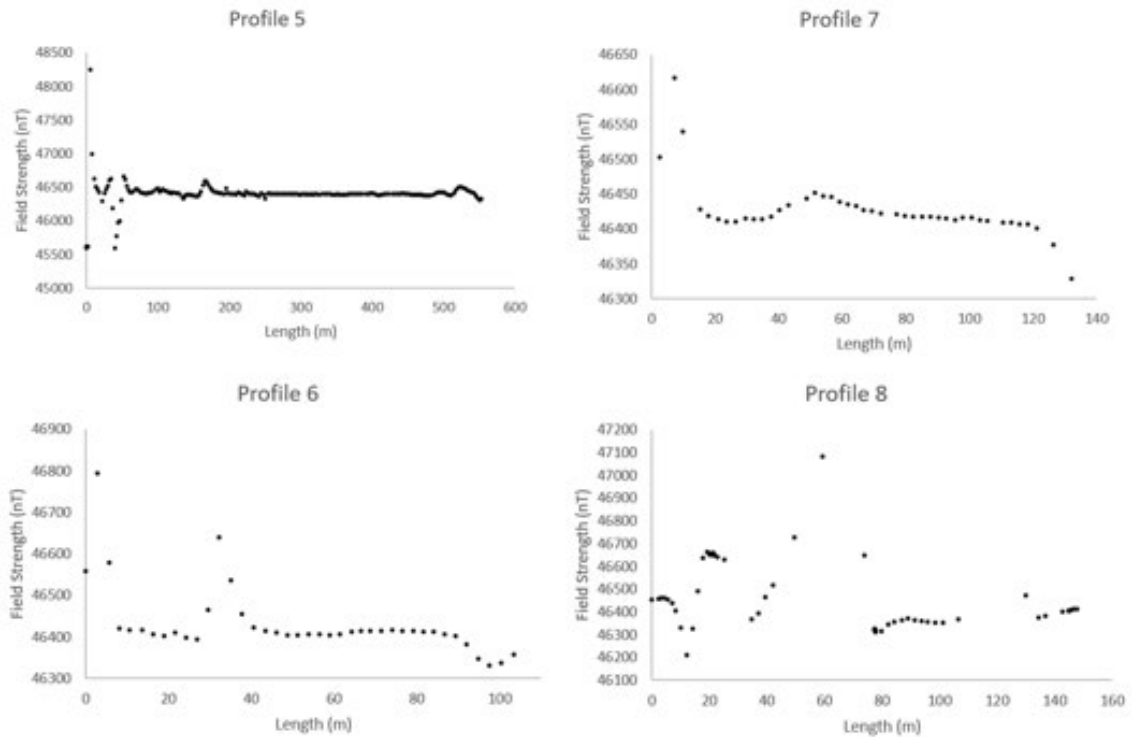 Profile 5
48500
48000
47500
47000
46500
46000
45500
45000
Field Strength (nT)
0 100 200 300 400 500 600
Length (m)
Profile 7
46650
46600
46550
46500
46450
46400
46350
46300
Field Strength (nT)
0 20 40 60 80 100 120 140
Length (m)
Profile 6
46900
46800
46700
46600
46500
46400
46300
Field Strength (nT)
0 20 40 60 80 100
Length (m)
Profile 8
47200
47100
47000
46900
46800
46700
46600
46500
46400
46300
46200
46100
Field Strength (nT)
0 20 40 60 80 100 120 140 160
Length (m)